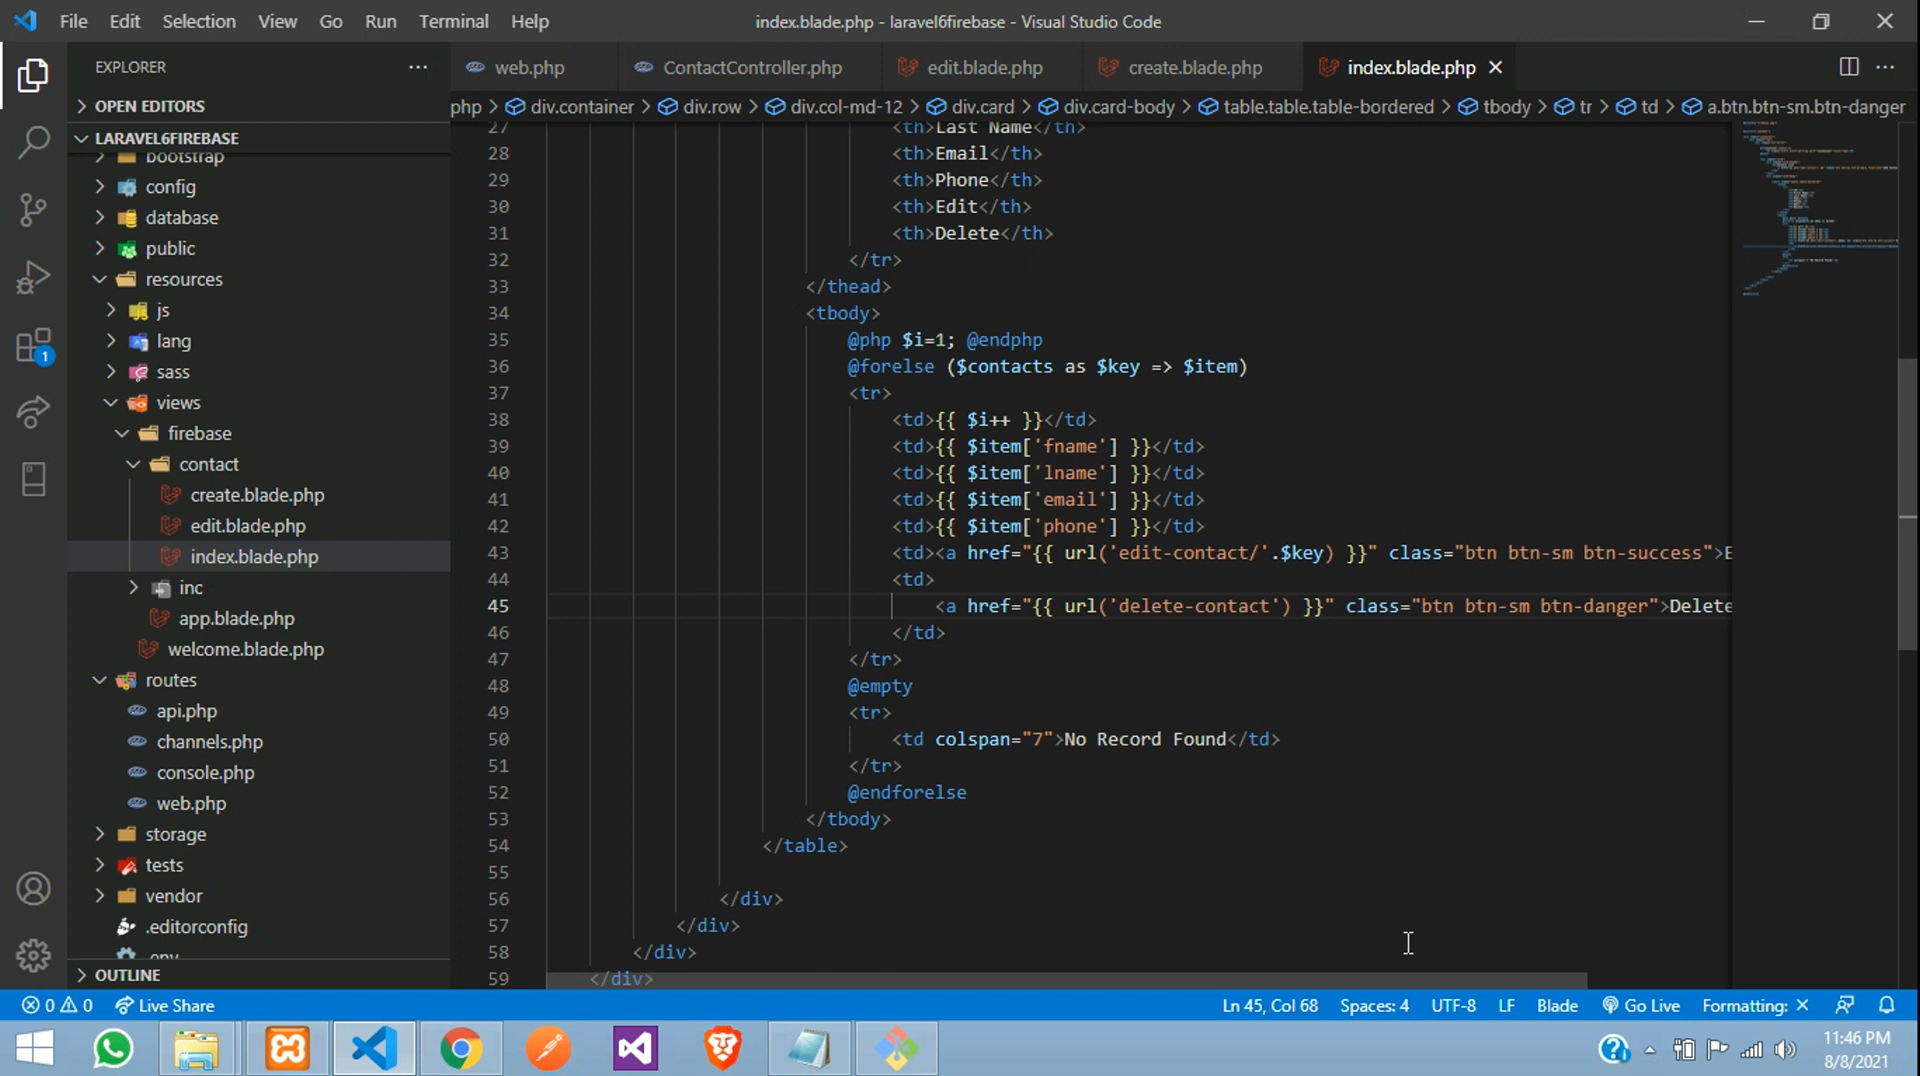 File Edit Selection View Go Run Terminal Help index.blade.php - laravel6firebase - Visual Studio Code
EXPLORER
web.php ContactController.php edit.blade.php create.blade.php index.blade.php
OPEN EDITORS
php > div.container > div.row > div.col-md-12 > div.card > div.card-body > table.table.table-bordered > tbody > tr > td > a.btn.btn-sm.btn-danger
LARAVEL6FIREBASE
bootstrap
config
database
public
resources
js
lang
sass
views
firebase
contact
create.blade.php
edit.blade.php
index.blade.php
inc
app.blade.php
welcome.blade.php
routes
api.php
channels.php
console.php
web.php
storage
tests
vendor
.editorconfig
.env
OUTLINE
27 <th>Last Name</th>
28 <th>Email</th>
29 <th>Phone</th>
30 <th>Edit</th>
31 <th>Delete</th>
32 </tr>
33 </thead>
34 <tbody>
35 @php $i=1; @endphp
36 @forelse ($contacts as $key => $item)
37 <tr>
38 <td>{{ $i++ }}</td>
39 <td>{{ $item['fname'] }}</td>
40 <td>{{ $item['lname'] }}</td>
41 <td>{{ $item['email'] }}</td>
42 <td>{{ $item['phone'] }}</td>
43 <td><a href="{{ url('edit-contact/'.$key) }}" class="btn btn-sm btn-success">E
44 <td>
45 <a href="{{ url('delete-contact') }}" class="btn btn-sm btn-danger">Delete
46 </td>
47 </tr>
48 @empty
49 <tr>
50 <td colspan="7">No Record Found</td>
51 </tr>
52 @endforelse
53 </tbody>
54 </table>
55
56 </div>
57 </div>
58 </div>
59 </div>
1
0 0 Live Share Ln 45, Col 68 Spaces: 4 UTF-8 LF Blade Go Live Formatting: ×
11:46 PM
8/8/2021